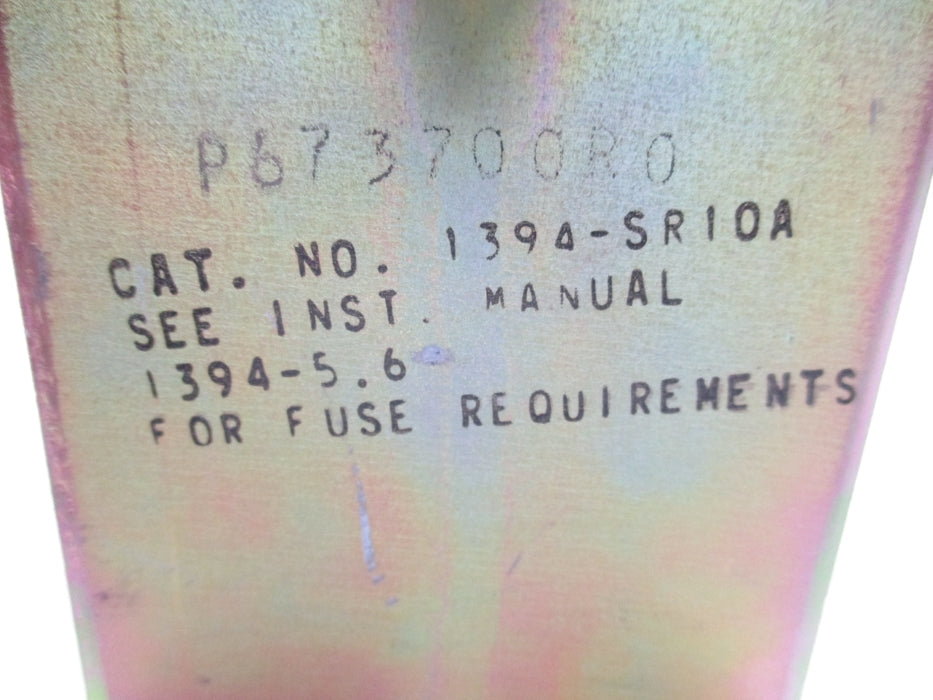 P673700R0
CAT. NO. 1394-SR10A
SEE INST. MANUAL
1394-5.6
FOR FUSE REQUIREMENTS